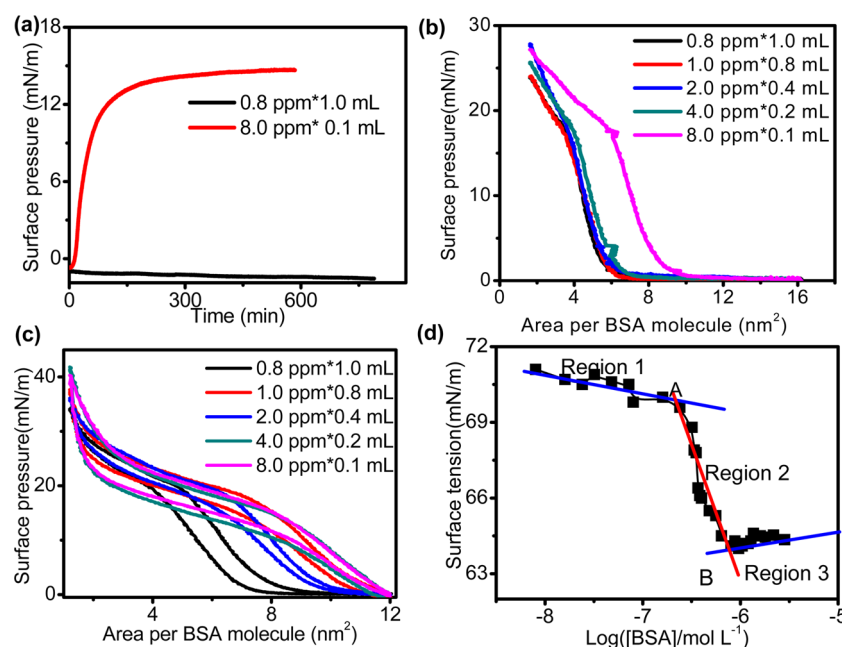 (a)
18
15
12
9
6
3
0
Surface pressure (mN/m)
0.8 ppm*1.0 mL
8.0 ppm* 0.1 mL
0
300
600
Time (min)
(b)
30
20
10
0
Surface pressure(mN/m)
0.8 ppm*1.0 mL
1.0 ppm*0.8 mL
2.0 ppm*0.4 mL
4.0 ppm*0.2 mL
8.0 ppm*0.1 mL
0
4
8
12
16
Area per BSA molecule (nm²)
(c)
40
20
0
Surface pressure(mN/m)
0.8 ppm*1.0 mL
1.0 ppm*0.8 mL
2.0 ppm*0.4 mL
4.0 ppm*0.2 mL
8.0 ppm*0.1 mL
4
8
12
Area per BSA molecule (nm²)
(d)
72
69
66
63
Surface tension(mN/m)
Region 1
A
Region 2
B
Region 3
-8
-7
-6
-5
Log([BSA]/mol L⁻¹)